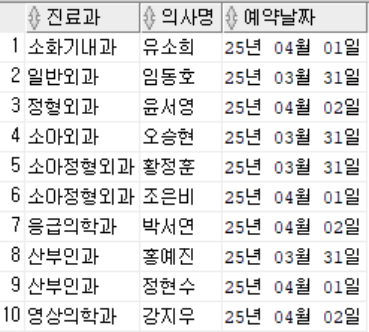 진료과 의사명 예약날짜
1 소화기내과 유소희 25년 04월 01일
2 일반외과 임동호 25년 03월 31일
3 정형외과 윤서영 25년 04월 02일
4 소아외과 오승현 25년 03월 31일
5 소아정형외과 황정훈 25년 03월 31일
6 소아정형외과 조은비 25년 04월 01일
7 응급의학과 박서연 25년 04월 02일
8 산부인과 홍예진 25년 03월 31일
9 산부인과 정현수 25년 04월 01일
10 영상의학과 강지우 25년 04월 02일